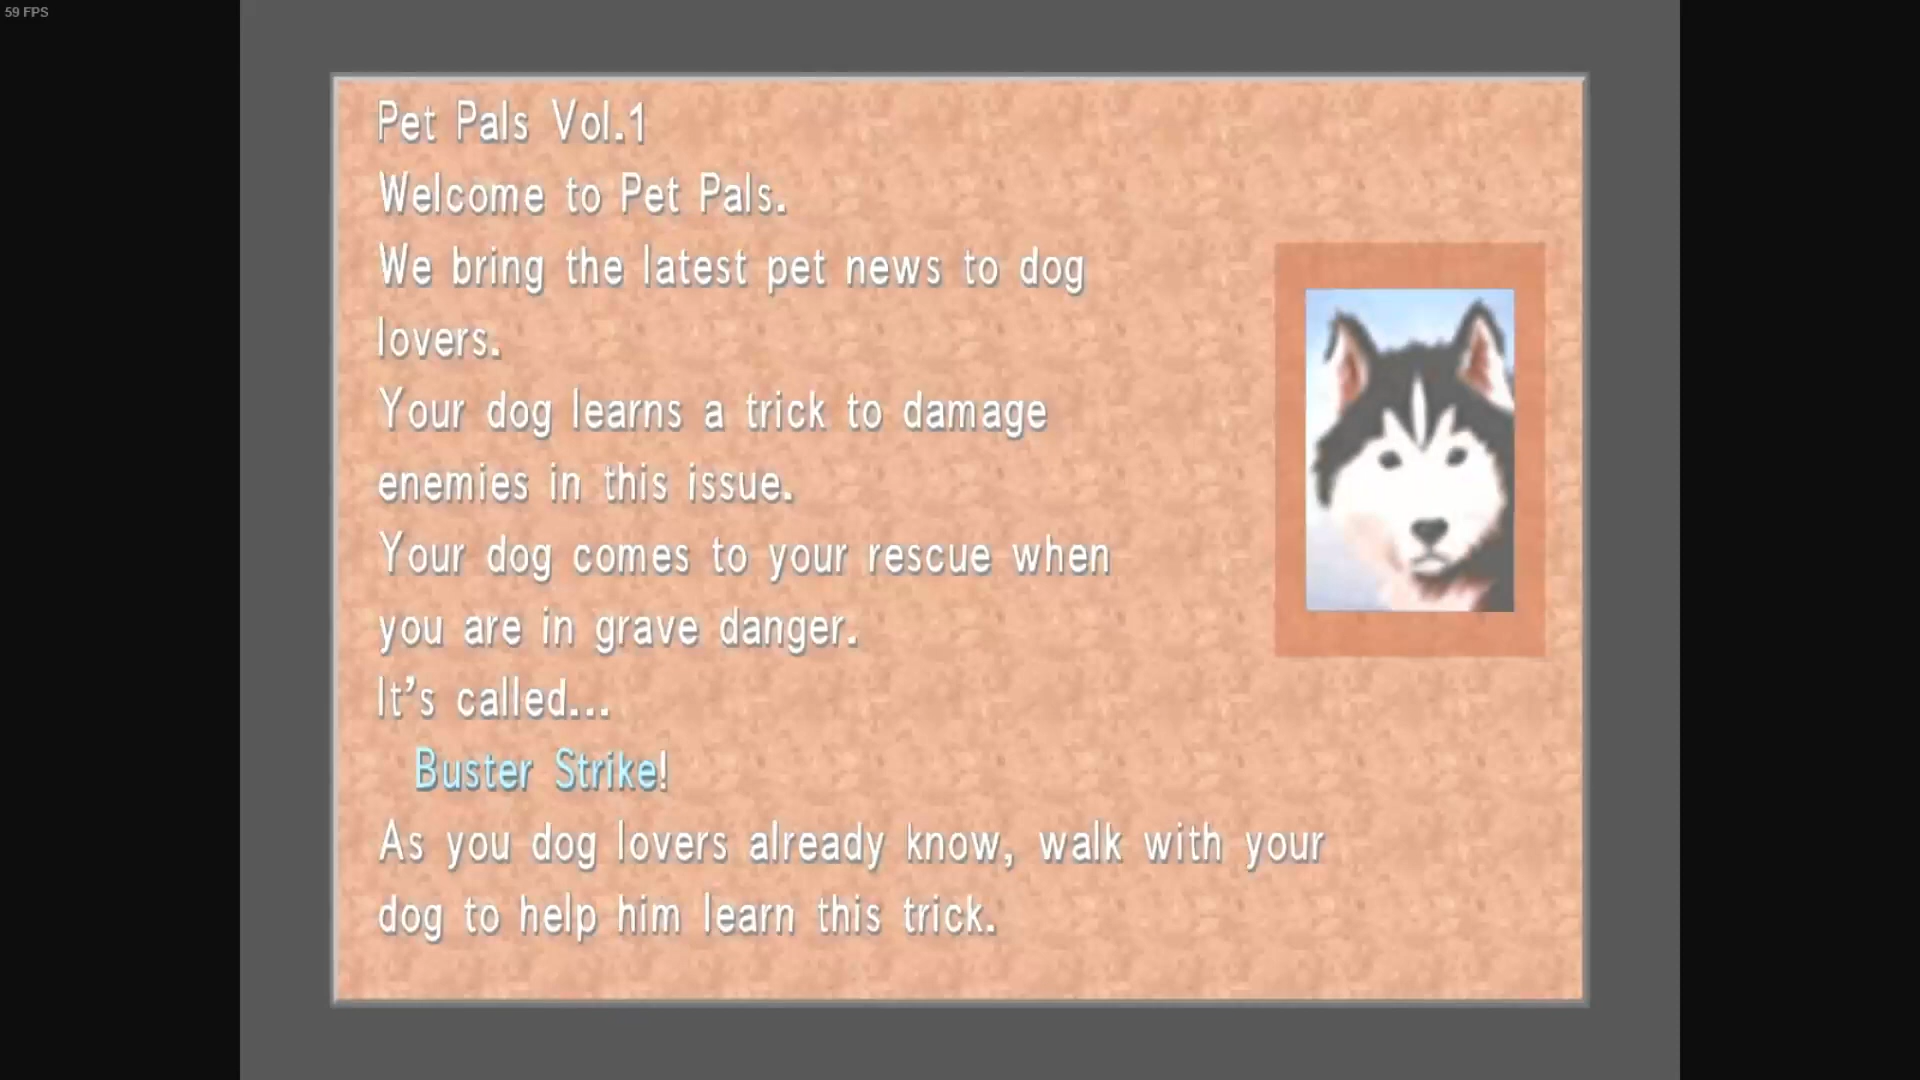 59 FPS
Pet Pals Vol.1
Welcome to Pet Pals.
We bring the latest pet news to dog
lovers.
Your dog learns a trick to damage
enemies in this issue.
Your dog comes to your rescue when
you are in grave danger.
It's called...
Buster Strike!
As you dog lovers already know, walk with your
dog to help him learn this trick.